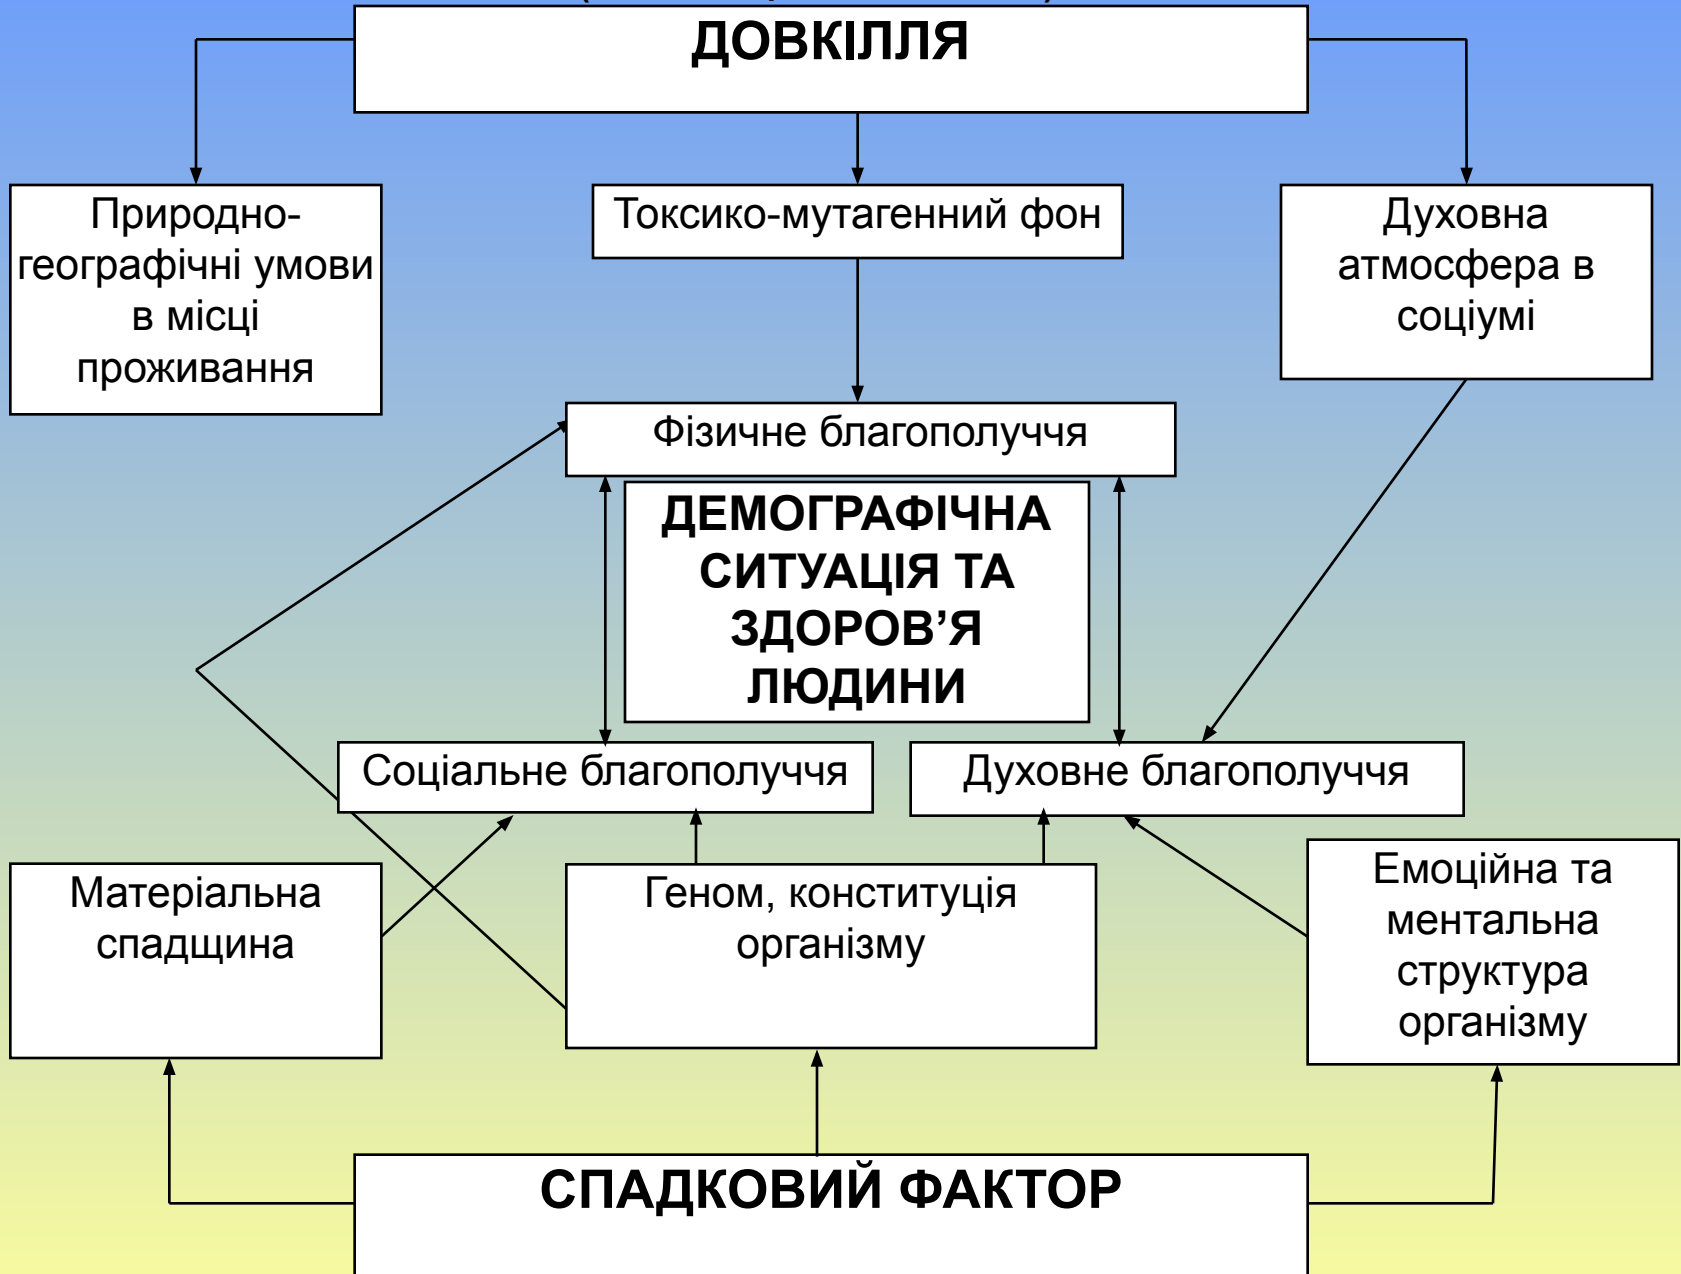 ДОВКІЛЛЯ
Природно-
географічні умови
в місці
проживання
Токсико-мутагенний фон
Духовна
атмосфера в
соціумі
Фізичне благополуччя
ДЕМОГРАФІЧНА
СИТУАЦІЯ ТА
ЗДОРОВ’Я
ЛЮДИНИ
Соціальне благополуччя
Духовне благополуччя
Матеріальна
спадщина
Геном, конституція
організму
Емоційна та
ментальна
структура
організму
СПАДКОВИЙ ФАКТОР